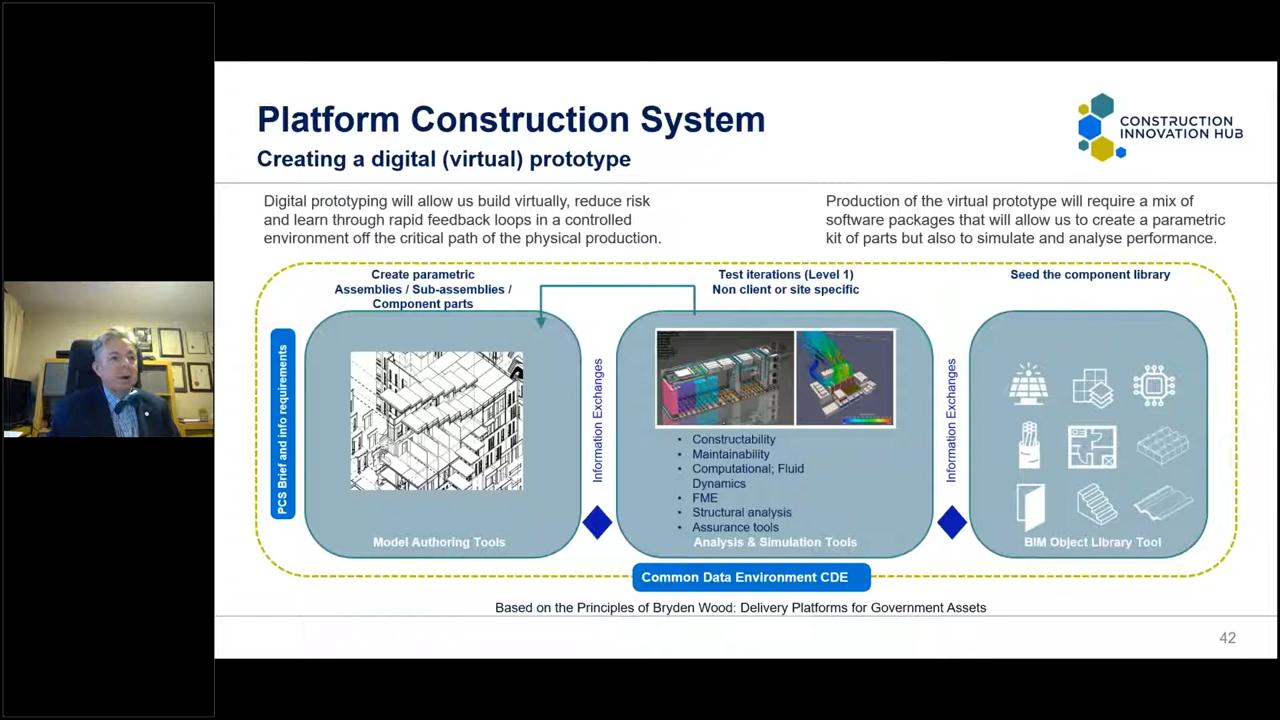 Platform Construction System
Creating a digital (virtual) prototype
CONSTRUCTION
INNOVATION HUB
Digital prototyping will allow us build virtually, reduce risk
and learn through rapid feedback loops in a controlled
environment off the critical path of the physical production.
Production of the virtual prototype will require a mix of
software packages that will allow us to create a parametric
kit of parts but also to simulate and analyse performance.
Create parametric
Assemblies / Sub-assemblies /
Component parts
Test iterations (Level 1)
Non client or site specific
Seed the component library
PCS Brief and info requirements
Model Authoring Tools
Information Exchanges
• Constructability
• Maintainability
• Computational; Fluid
Dynamics
• FME
• Structural analysis
• Assurance tools
Analysis & Simulation Tools
Information Exchanges
BIM Object Library Tool
Common Data Environment CDE
Based on the Principles of Bryden Wood: Delivery Platforms for Government Assets
42